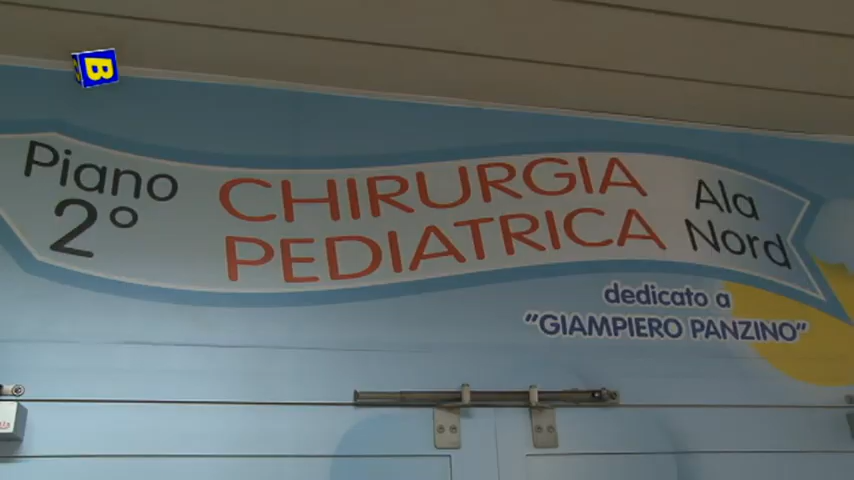 B
Piano
2°
CHIRURGIA
PEDIATRICA
Ala
Nord
dedicato a
"GIAMPIERO PANZINO"